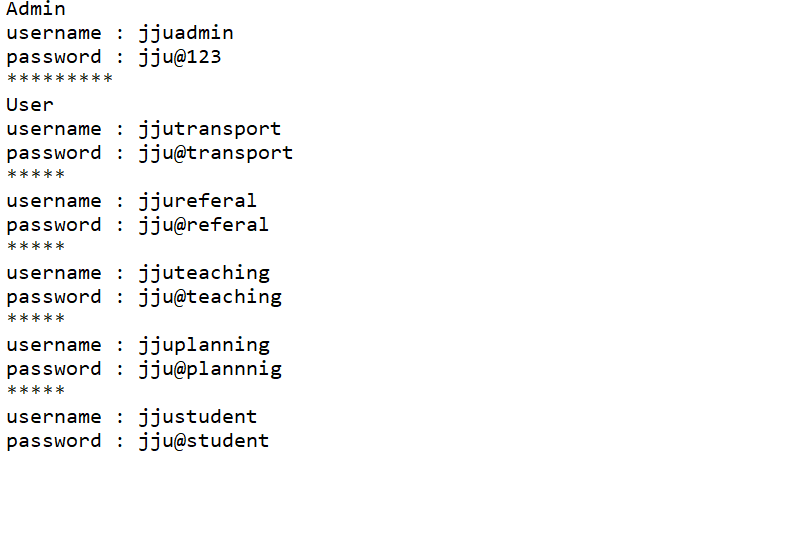 Admin
username : jjuadmin
password : jju@123
*********
User
username : jjutransport
password : jju@transport
*****
username : jjureferal
password : jju@referal
*****
username : jjuteaching
password : jju@teaching
*****
username : jjuplanning
password : jju@plannnig
*****
username : jjustudent
password : jju@student